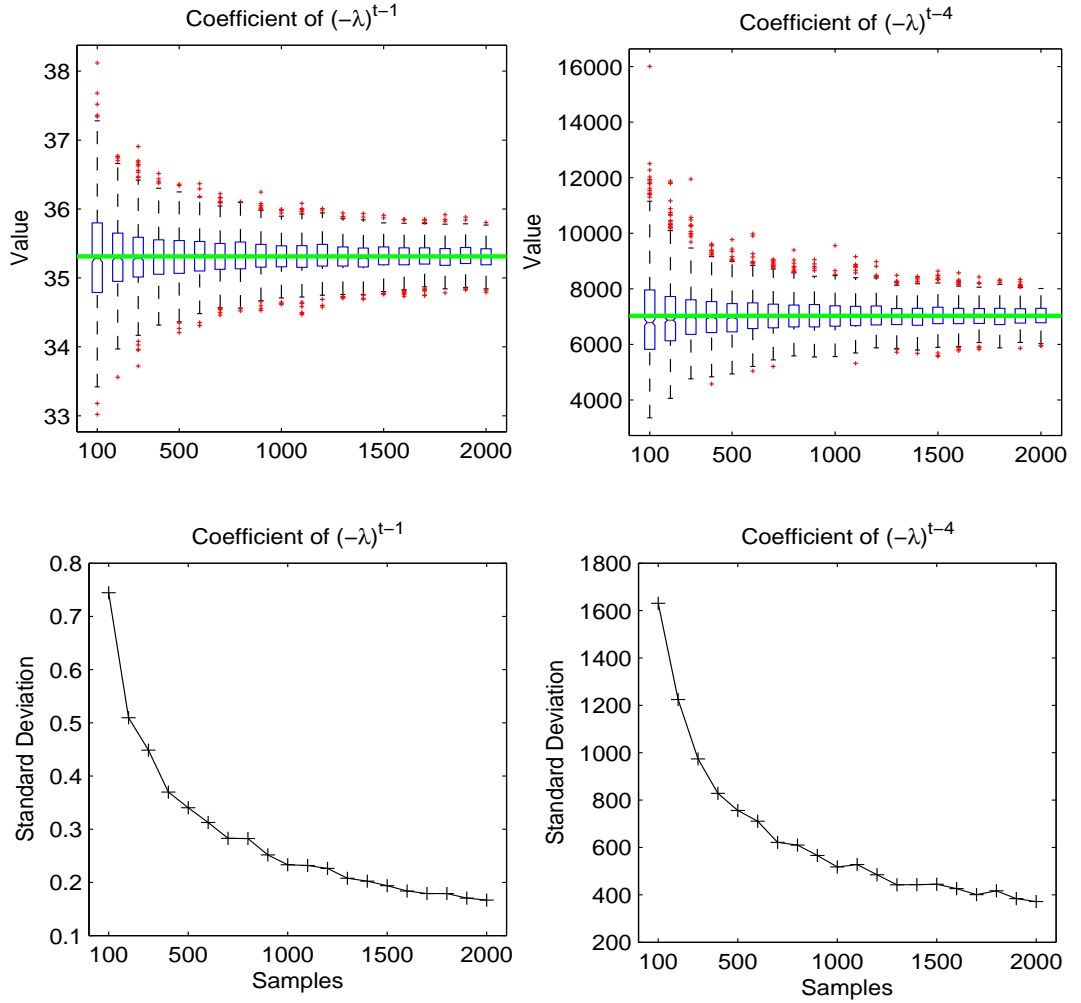 Coefficient of (−λ)^{t−1}
Value
38
37
36
35
34
33
100 500 1000 1500 2000
Coefficient of (−λ)^{t−4}
Value
16000
14000
12000
10000
8000
6000
4000
100 500 1000 1500 2000
Coefficient of (−λ)^{t−1}
Standard Deviation
0.8
0.7
0.6
0.5
0.4
0.3
0.2
0.1
100 500 1000 1500 2000
Samples
Coefficient of (−λ)^{t−4}
Standard Deviation
1800
1600
1400
1200
1000
800
600
400
200
100 500 1000 1500 2000
Samples